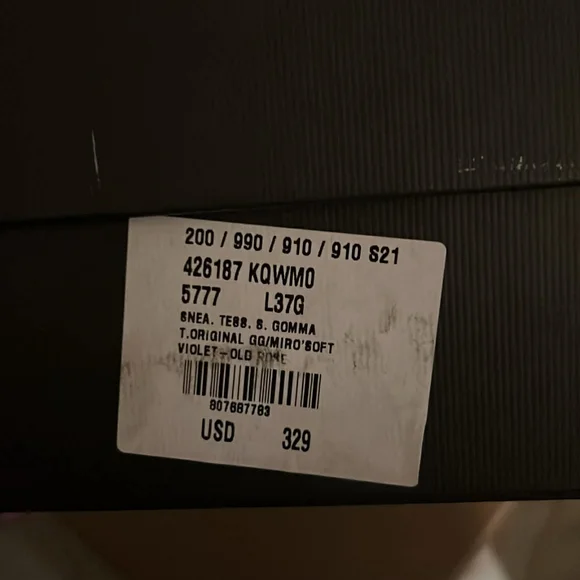 200 / 990 / 910 / 910 S21
426187 KQWM0
5777 L37G
SNEA. TESS. S. GOMMA
T.ORIGINAL GG/MIRO'SOFT
VIOLET-OLD ROSE
807687783
USD 329